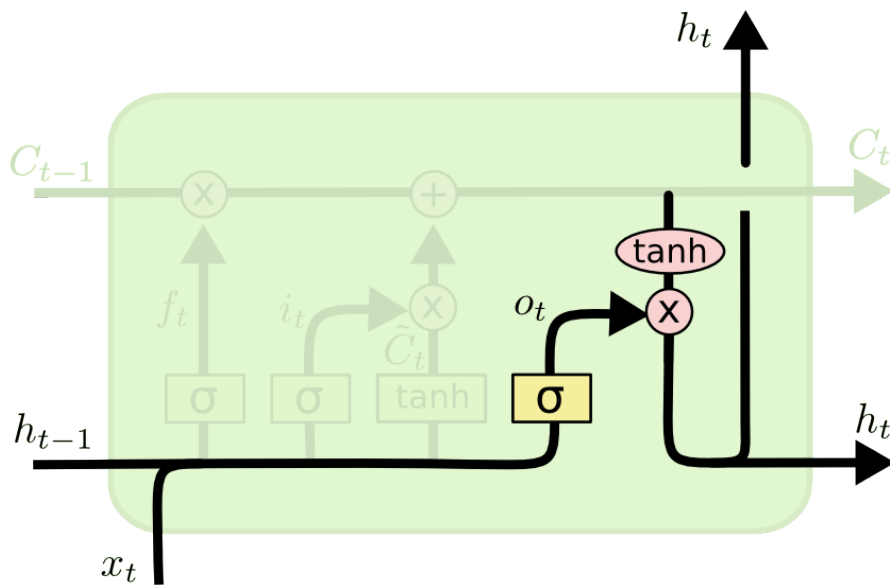 h_t
C_{t-1}
C_t
x
+
tanh
f_t
i_t
x
o_t
x
C̃_t
σ
σ
tanh
σ
h_{t-1}
h_t
x_t